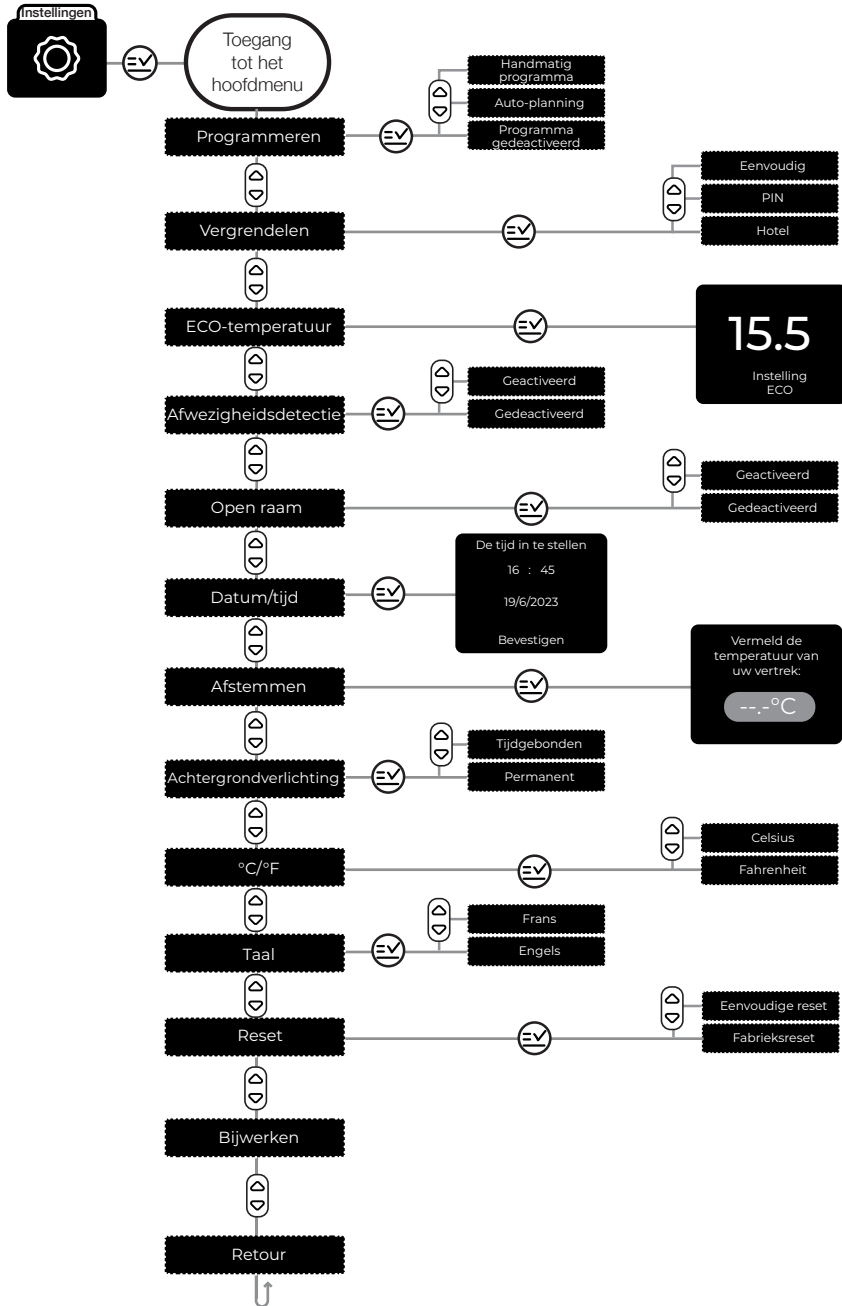 Instellingen
Toegang
tot het
hoofdmenu
Programmeren
Handmatig
programma
Auto-planning
Programma
gedeactiveerd
Vergrendelen
Eenvoudig
PIN
Hotel
ECO-temperatuur
15.5
Instelling
ECO
Afwezigheidsdetectie
Geactiveerd
Gedeactiveerd
Open raam
Geactiveerd
Gedeactiveerd
Datum/tijd
De tijd in te stellen
16 : 45
19/6/2023
Bevestigen
Afstemmen
Vermeld de
temperatuur van
uw vertrek:
--.-°C
Achtergrondverlichting
Tijdgebonden
Permanent
°C/°F
Celsius
Fahrenheit
Taal
Frans
Engels
Reset
Eenvoudige reset
Fabrieksreset
Bijwerken
Retour